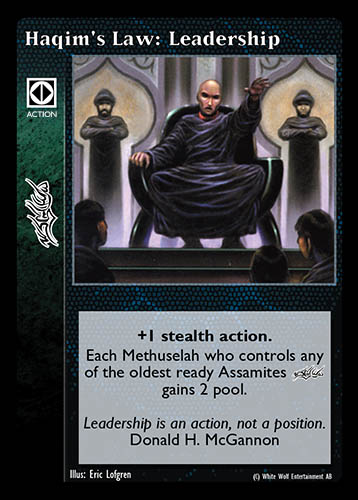 Haqim's Law: Leadership
ACTION
+1 stealth action.
Each Methuselah who controls any
of the oldest ready Assamites
gains 2 pool.
Leadership is an action, not a position.
Donald H. McGannon
Illus: Eric Lofgren
(C) White Wolf Entertainment AB